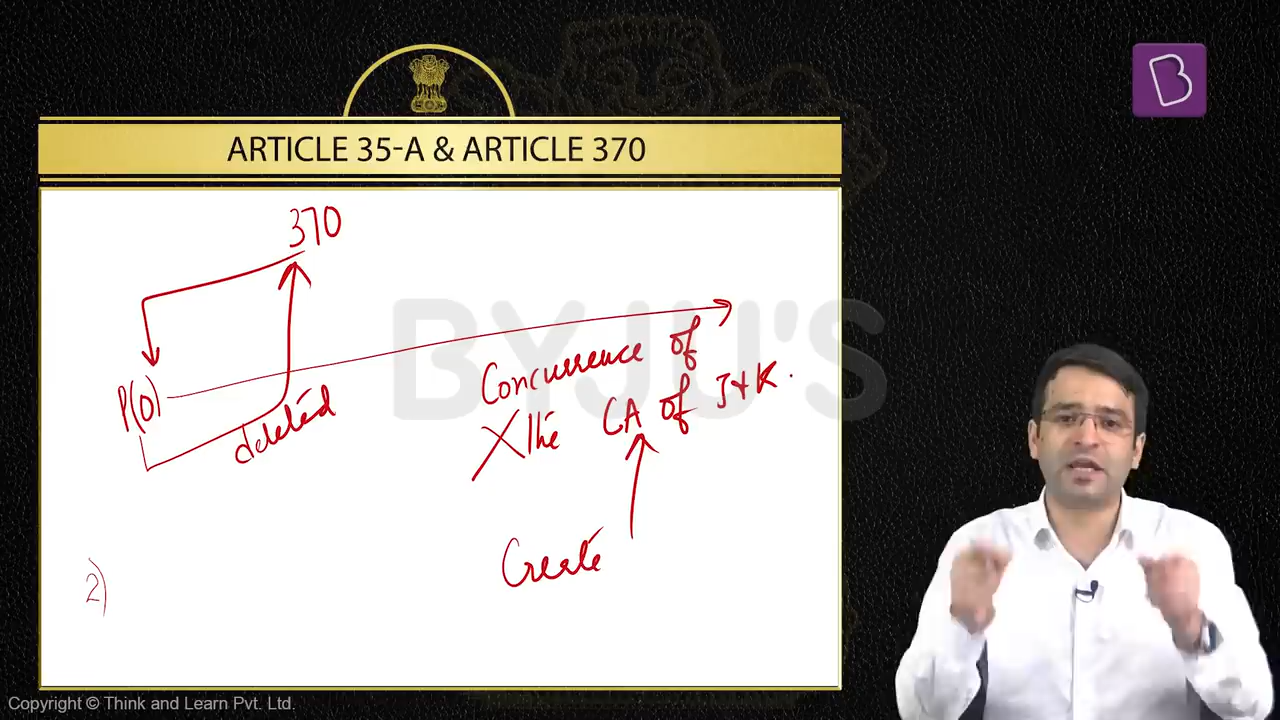 B
ARTICLE 35-A & ARTICLE 370
370
BYJU'S
P(O)
deleted
Concurrence of
X the CA of J+K.
Create
2)
Copyright © Think and Learn Pvt. Ltd.